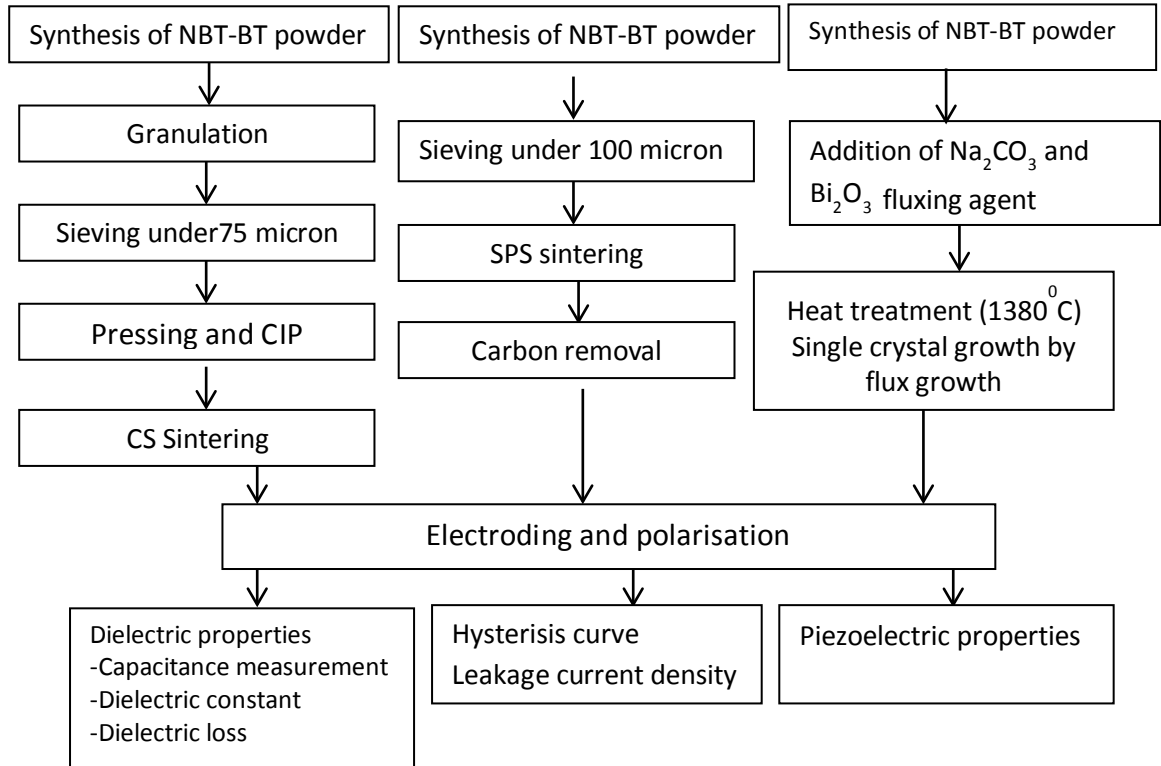 Synthesis of NBT-BT powder
Granulation
Sieving under75 micron
Pressing and CIP
CS Sintering
Synthesis of NBT-BT powder
Sieving under 100 micron
SPS sintering
Carbon removal
Synthesis of NBT-BT powder
Addition of Na₂CO₃ and
Bi₂O₃ fluxing agent
Heat treatment (1380⁰C)
Single crystal growth by
flux growth
Electroding and polarisation
Dielectric properties
-Capacitance measurement
-Dielectric constant
-Dielectric loss
Hysterisis curve
Leakage current density
Piezoelectric properties